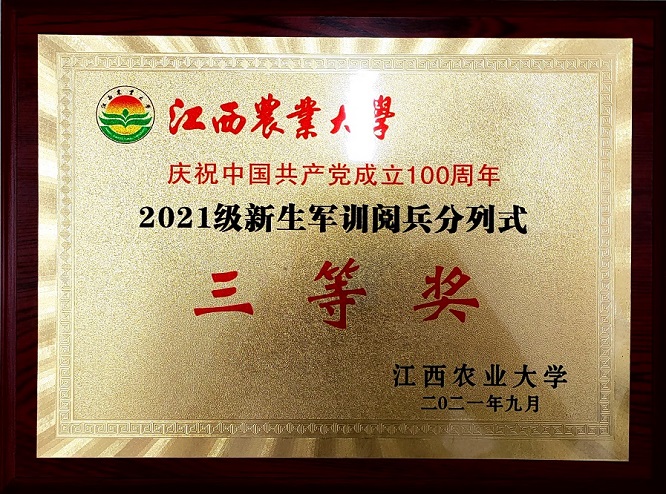 江西农業大學
庆祝中国共产党成立100周年
2021级新生军训阅兵分列式
三等奖
江西农业大学
二〇二一年九月